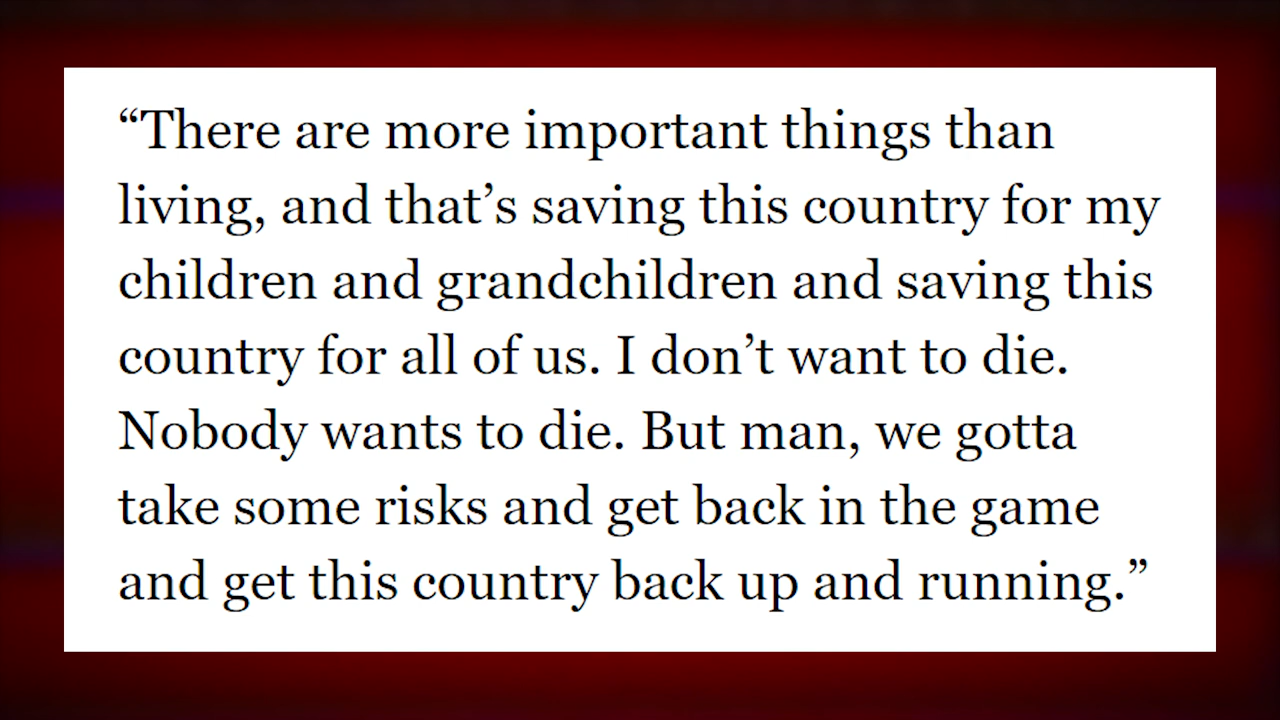 “There are more important things than
living, and that’s saving this country for my
children and grandchildren and saving this
country for all of us. I don’t want to die.
Nobody wants to die. But man, we gotta
take some risks and get back in the game
and get this country back up and running.”